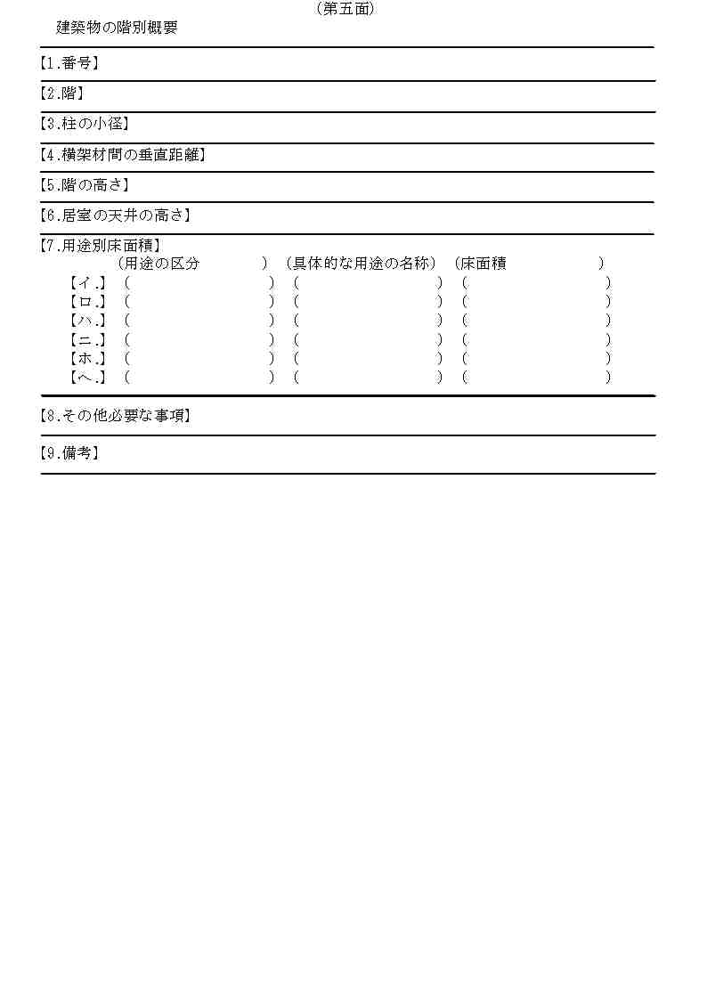 (第五面)
建築物の階別概要
【1.番号】
【2.階】
【3.柱の小径】
【4.横架材間の垂直距離】
【5.階の高さ】
【6.居室の天井の高さ】
【7.用途別床面積】
(用途の区分 ) (具体的な用途の名称) (床面積 )
【イ.】 ( ) ( ) ( )
【ロ.】 ( ) ( ) ( )
【ハ.】 ( ) ( ) ( )
【ニ.】 ( ) ( ) ( )
【ホ.】 ( ) ( ) ( )
【ヘ.】 ( ) ( ) ( )
【8.その他必要な事項】
【9.備考】